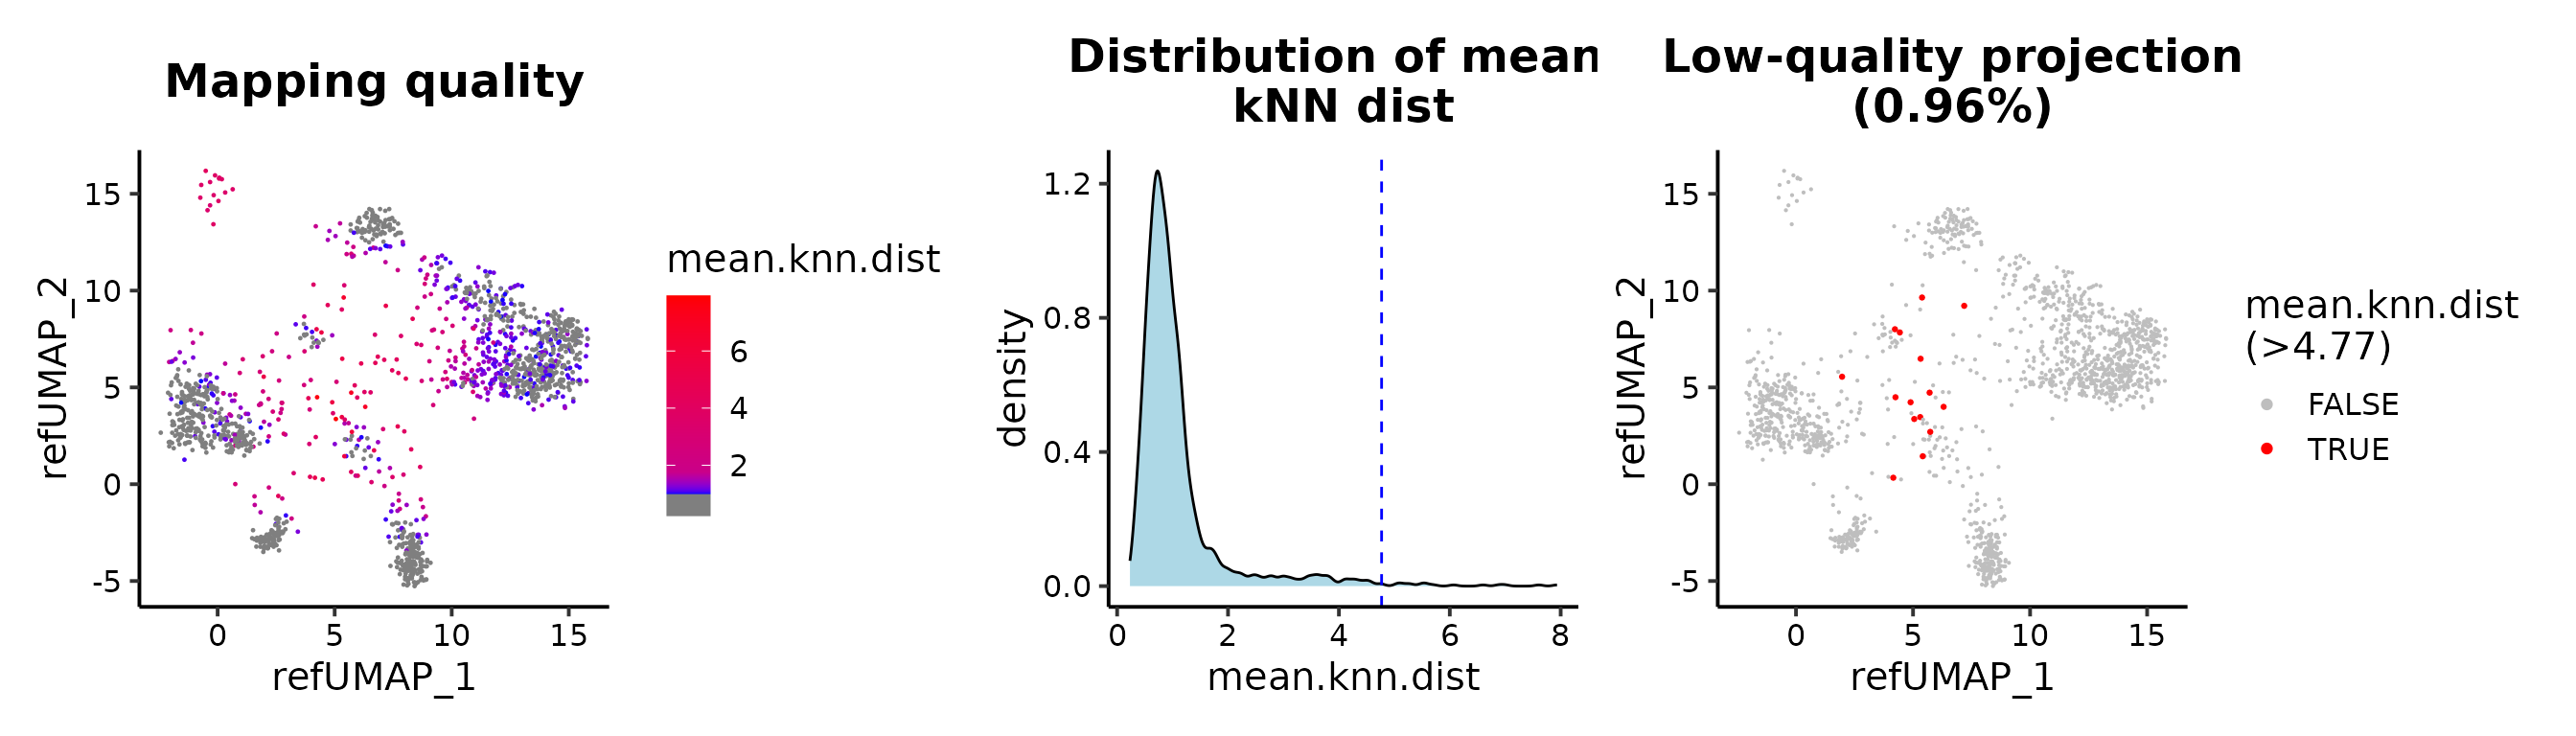 Mapping quality
15
10
5
0
-5
refUMAP_2
0 5 10 15
refUMAP_1
mean.knn.dist
6
4
2
Distribution of mean
kNN dist
1.2
0.8
0.4
0.0
density
0 2 4 6 8
mean.knn.dist
Low-quality projection
(0.96%)
15
10
5
0
-5
refUMAP_2
0 5 10 15
refUMAP_1
mean.knn.dist
(>4.77)
FALSE
TRUE